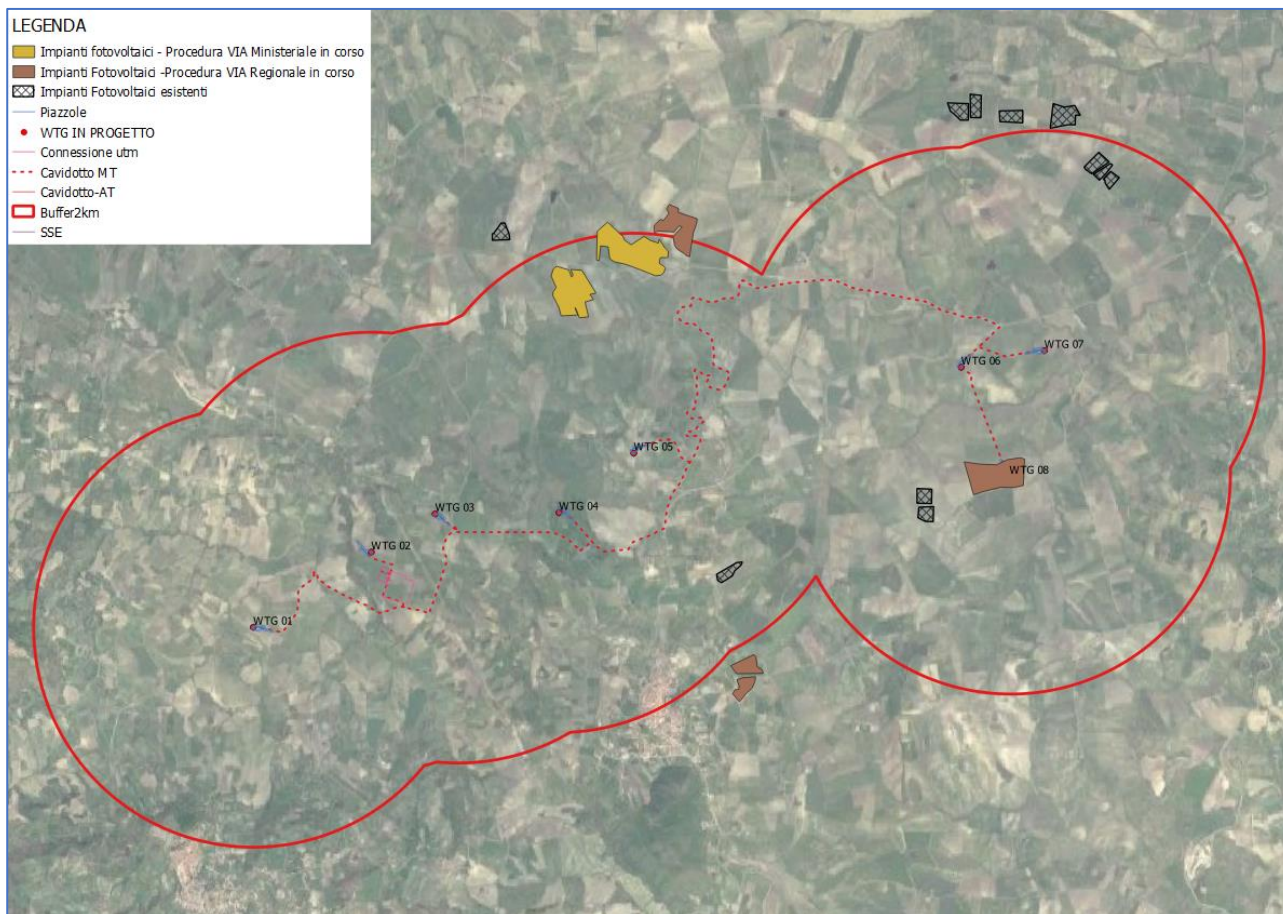 LEGENDA
Impianti fotovoltaici - Procedura VIA Ministeriale in corso
Impianti Fotovoltaici -Procedura VIA Regionale in corso
Impianti Fotovoltaici esistenti
Piazzole
WTG IN PROGETTO
Connessione utm
Cavidotto MT
Cavidotto-AT
Buffer2km
SSE
WTG 07
WTG 06
WTG 05
WTG 08
WTG 03
WTG 04
WTG 02
WTG 01